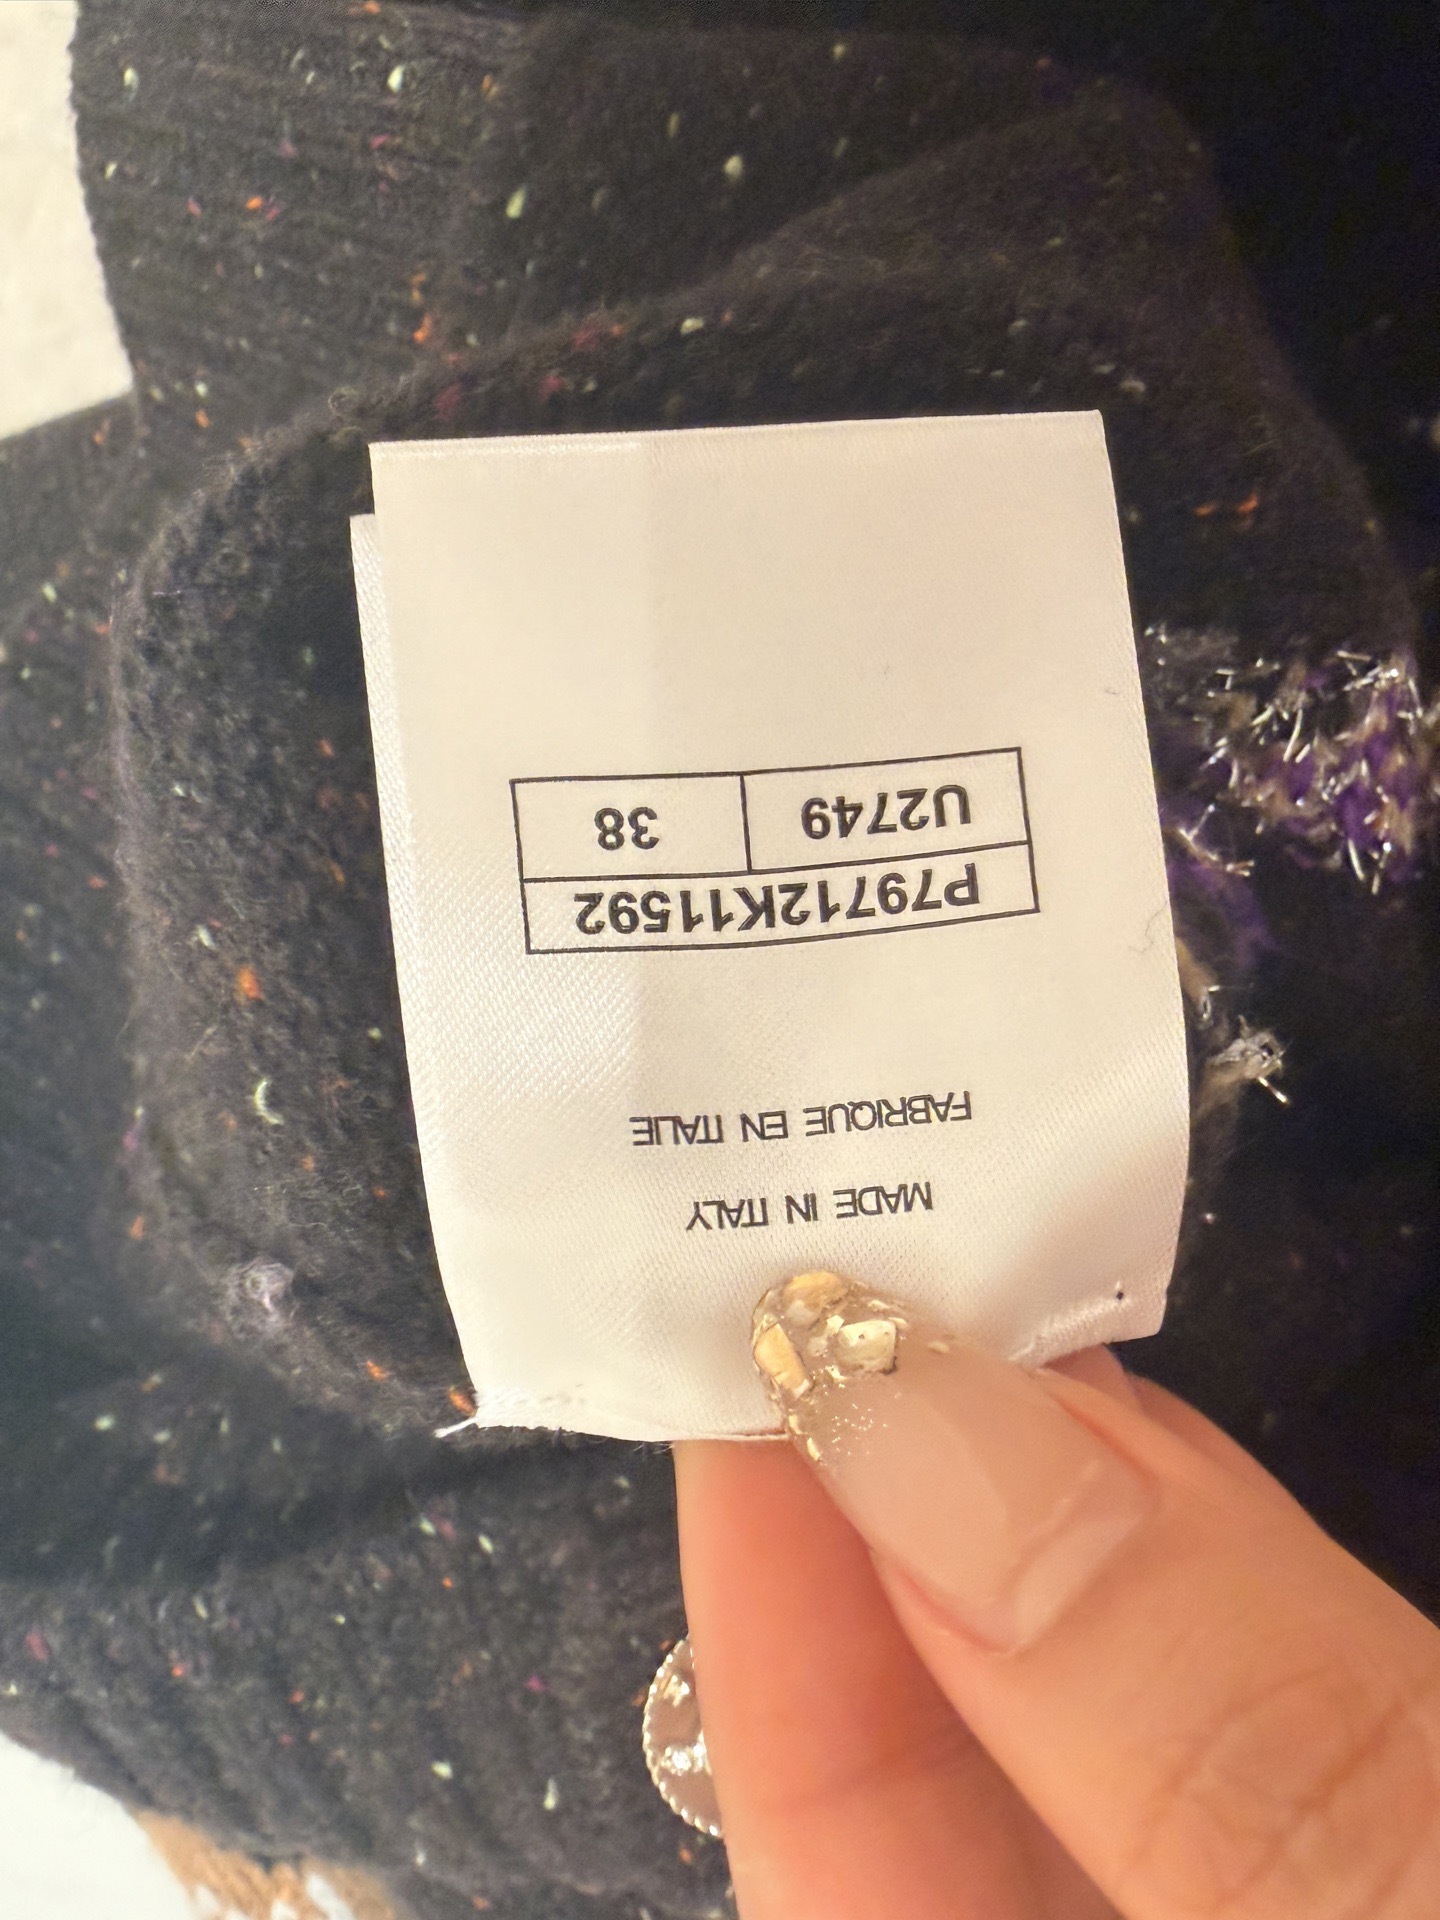 MADE IN ITALY
FABRIQUE EN ITALIE
P79712K11592
U2749 38